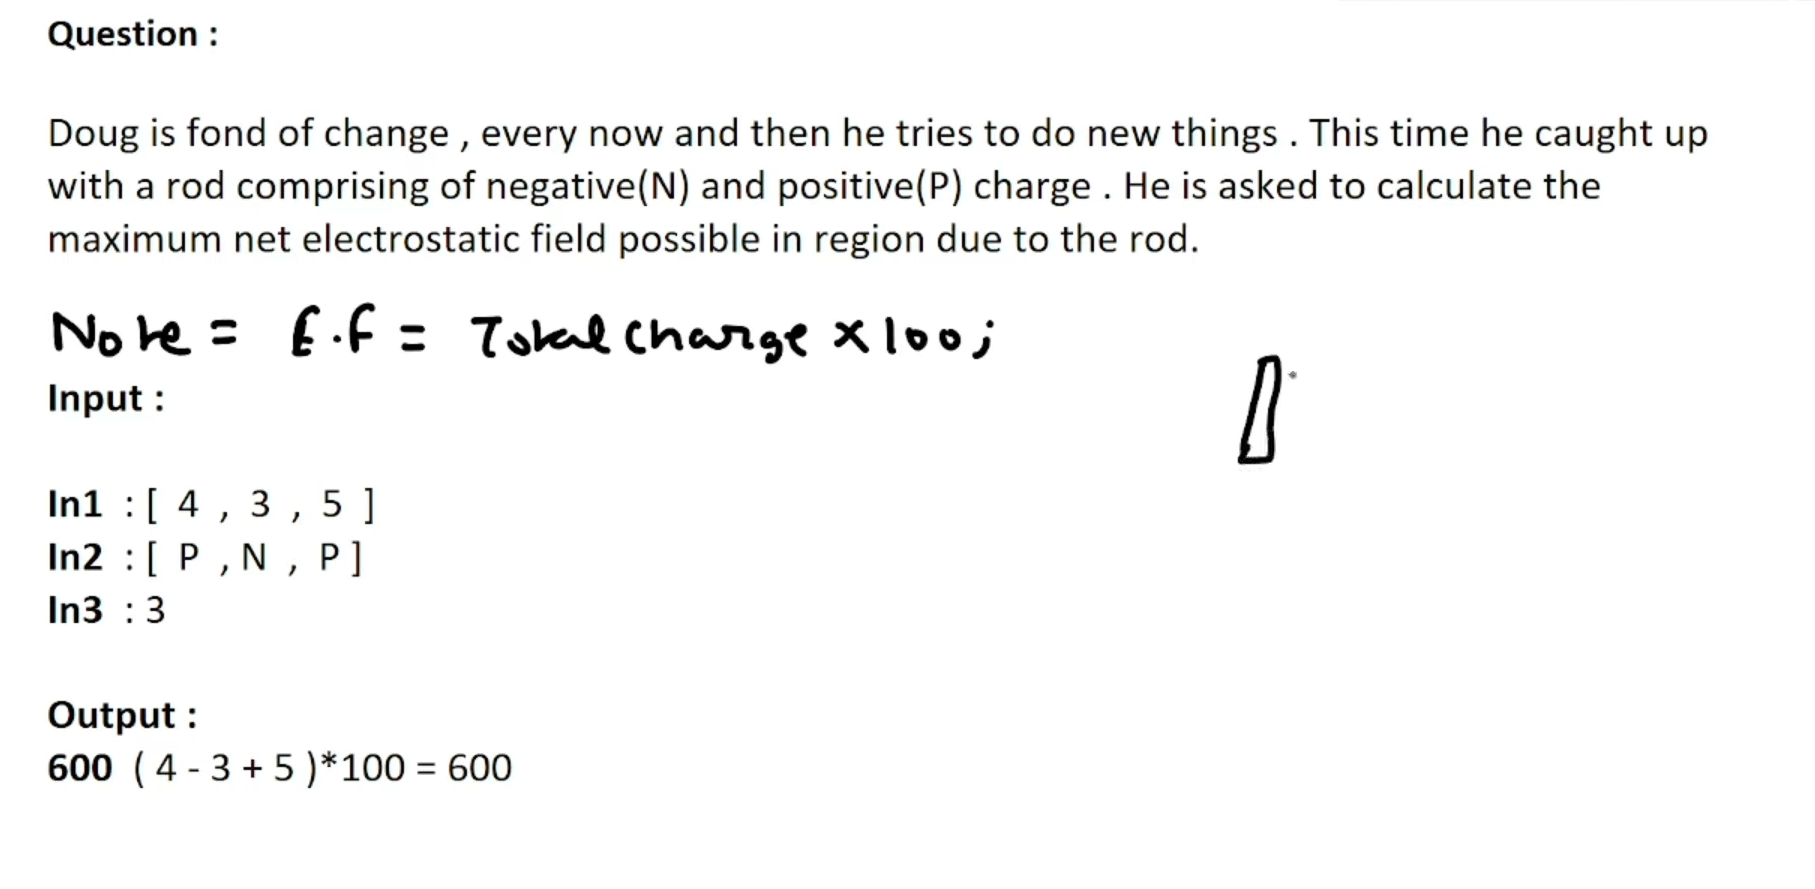 Question :
Doug is fond of change , every now and then he tries to do new things . This time he caught up
with a rod comprising of negative(N) and positive(P) charge . He is asked to calculate the
maximum net electrostatic field possible in region due to the rod.
Note = E.F = Total charge x 100;
Input :
In1 : [ 4 , 3 , 5 ]
In2 : [ P , N , P ]
In3 : 3
Output :
600 ( 4 - 3 + 5 )*100 = 600